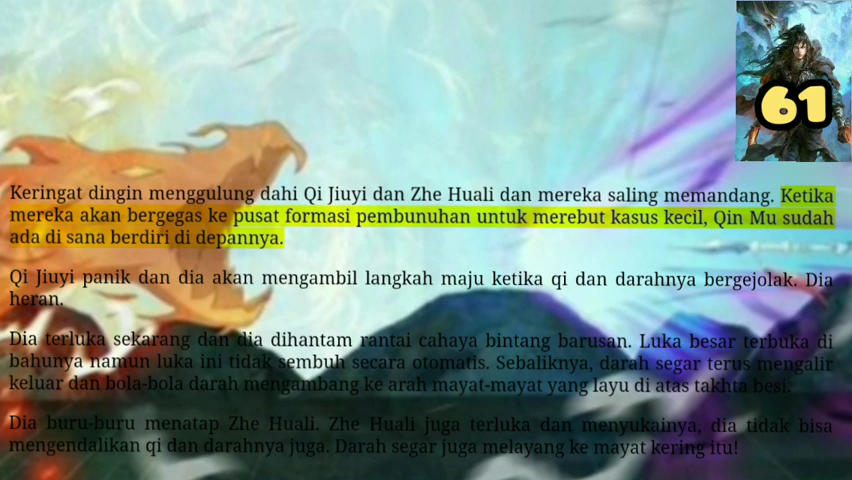 61
Keringat dingin menggulung dahi Qi Jiuyi dan Zhe Huali dan mereka saling memandang. Ketika
mereka akan bergegas ke pusat formasi pembunuhan untuk merebut kasus kecil, Qin Mu sudah
ada di sana berdiri di depannya.
Qi Jiuyi panik dan dia akan mengambil langkah maju ketika qi dan darahnya bergejolak. Dia
heran.
Dia terluka sekarang dan dia dihantam rantai cahaya bintang barusan. Luka besar terbuka di
bahunya namun luka ini tidak sembuh secara otomatis. Sebaliknya, darah segar terus mengalir
keluar dan bola-bola darah mengambang ke arah mayat-mayat yang layu di atas takhta besi.
Dia buru-buru menatap Zhe Huali. Zhe Huali juga terluka dan menyukainya, dia tidak bisa
mengendalikan qi dan darahnya juga. Darah segar juga melayang ke mayat kering itu!